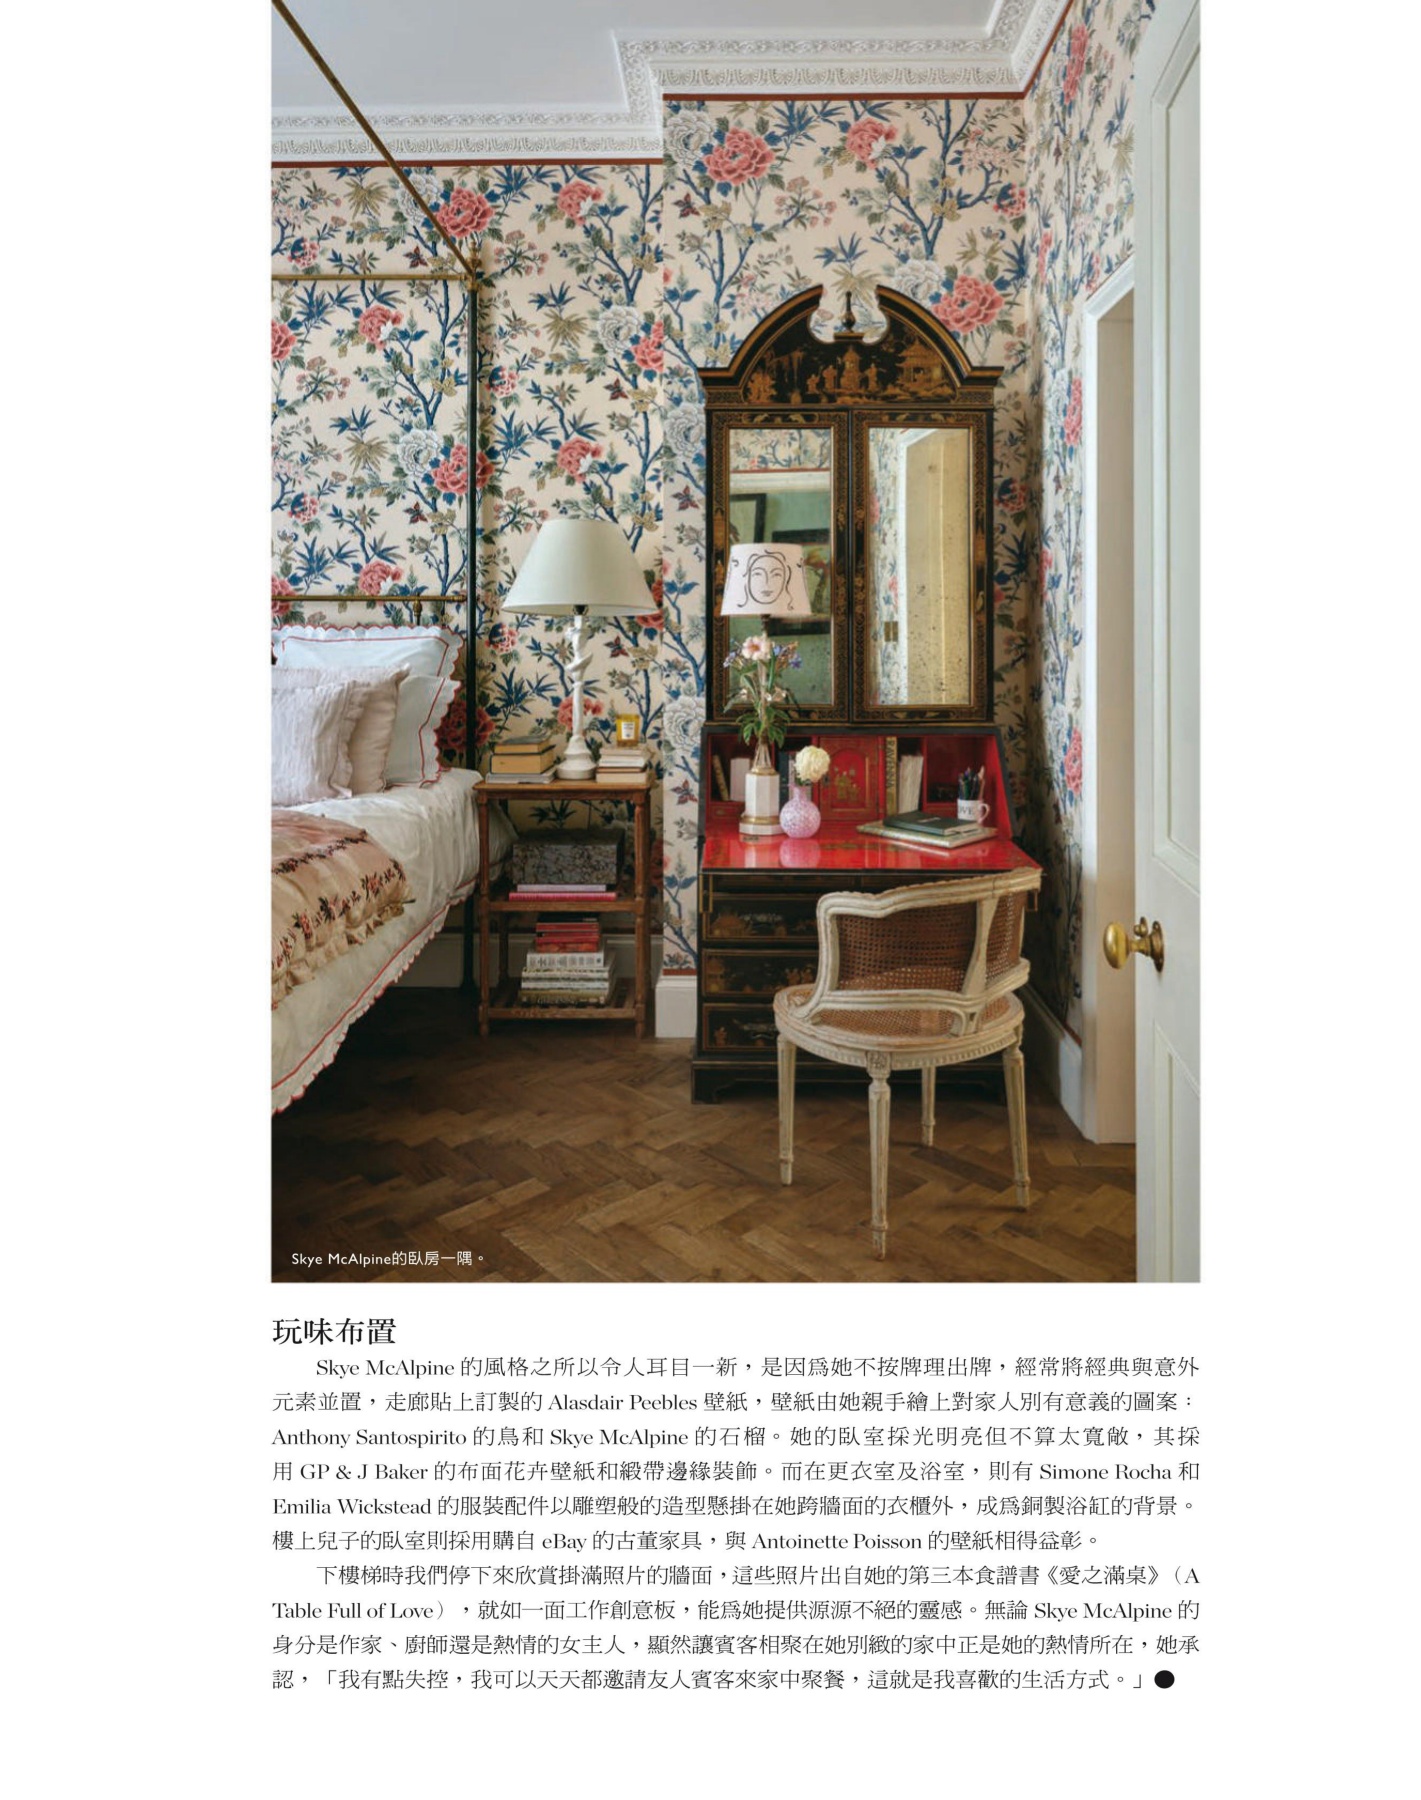 Skye McAlpine的臥房一隅。
玩味布置
Skye McAlpine 的風格之所以令人耳目一新，是因為她不按牌理出牌，經常將經典與意外
元素並置，走廊貼上訂製的 Alasdair Peebles 壁紙，壁紙由她親手繪上對家人別有意義的圖案：
Anthony Santospirito 的鳥和 Skye McAlpine 的石榴。她的臥室採光明亮但不算太寬敞，其採
用 GP & J Baker 的布面花卉壁紙和緞帶邊緣裝飾。而在更衣室及浴室，則有 Simone Rocha 和
Emilia Wickstead 的服裝配件以雕塑般的造型懸掛在她跨牆面的衣櫃外，成為銅製浴缸的背景。
樓上兒子的臥室則採用購自 eBay 的古董家具，與 Antoinette Poisson 的壁紙相得益彰。
下樓梯時我們停下來欣賞掛滿照片的牆面，這些照片出自她的第三本食譜書《愛之滿桌》（A
Table Full of Love），就如一面工作創意板，能為她提供源源不絕的靈感。無論 Skye McAlpine 的
身分是作家、廚師還是熱情的女主人，顯然讓賓客相聚在她別緻的家中正是她的熱情所在，她承
認，「我有點失控，我可以天天都邀請友人賓客來家中聚餐，這就是我喜歡的生活方式。」●